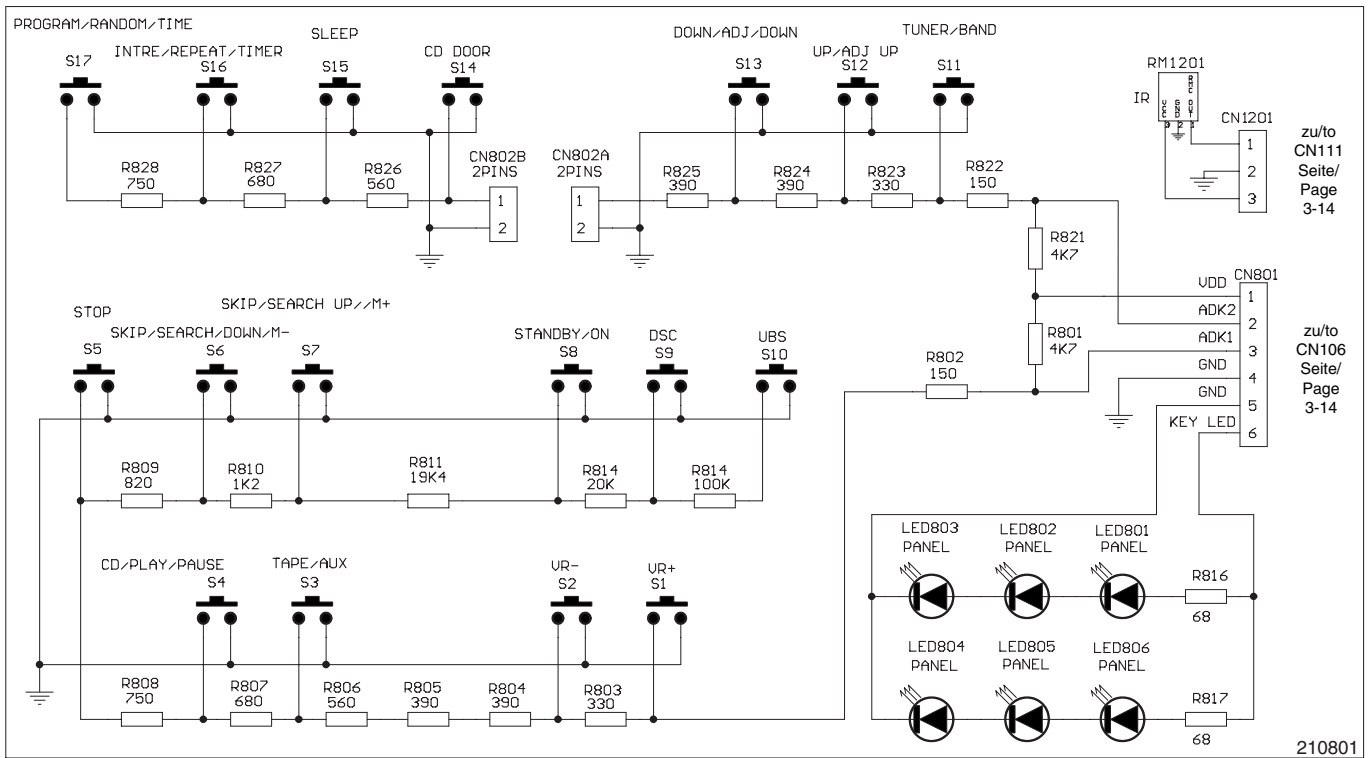 PROGRAM/RANDOM/TIME
S17
INTRE/REPEAT/TIMER
S16
SLEEP
S15
CD DOOR
S14
DOWN/ADJ/DOWN
S13
UP/ADJ UP
S12
TUNER/BAND
S11
RM1201
IR
RMC OUT
GND
VCC
3 2 1
CN1201
1
2
3
zu/to
CN111
Seite/
Page
3-14
R828
750
R827
680
R826
560
CN802B
2PINS
1
2
CN802A
2PINS
1
2
R825
390
R824
390
R823
330
R822
150
R821
4K7
R801
4K7
R802
150
CN801
VDD
1
ADK2
2
ADK1
3
GND
4
GND
5
KEY LED
6
zu/to
CN106
Seite/
Page
3-14
STOP
S5
SKIP/SEARCH/DOWN/M-
S6
SKIP/SEARCH UP//M+
S7
STANDBY/ON
S8
DSC
S9
UBS
S10
R809
820
R810
1K2
R811
19K4
R814
20K
R814
100K
CD/PLAY/PAUSE
S4
TAPE/AUX
S3
VR-
S2
VR+
S1
R808
750
R807
680
R806
560
R805
390
R804
390
R803
330
LED803
PANEL
LED802
PANEL
LED801
PANEL
R816
68
LED804
PANEL
LED805
PANEL
LED806
PANEL
R817
68
210801